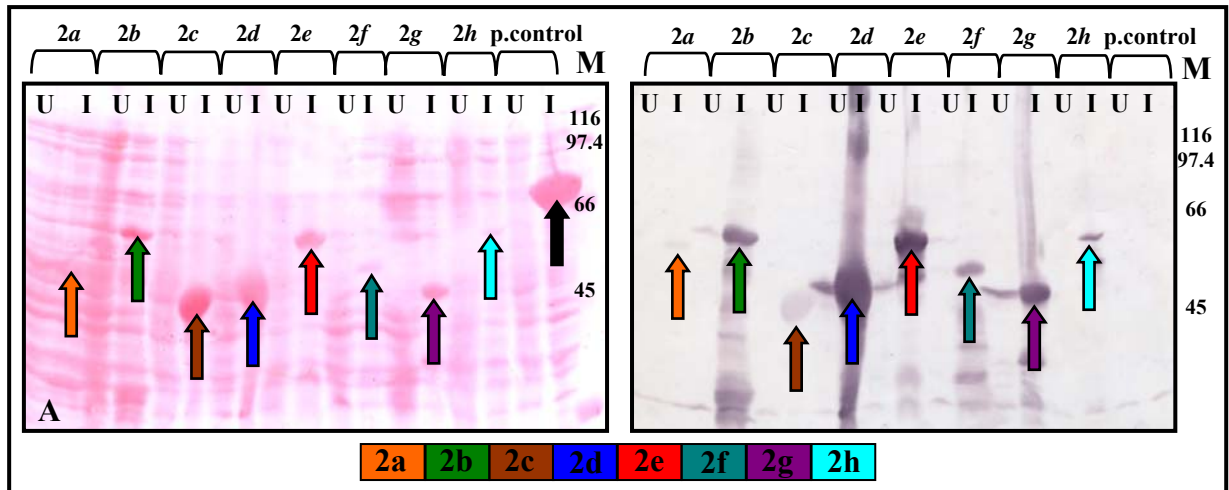 2a 2b 2c 2d 2e 2f 2g 2h p.control
M
U I U I U I U I U I U I U I U I U I
116
97.4
66
45
A
2a 2b 2c 2d 2e 2f 2g 2h p.control
M
U I U I U I U I U I U I U I U I U I
116
97.4
66
45
2a 2b 2c 2d 2e 2f 2g 2h